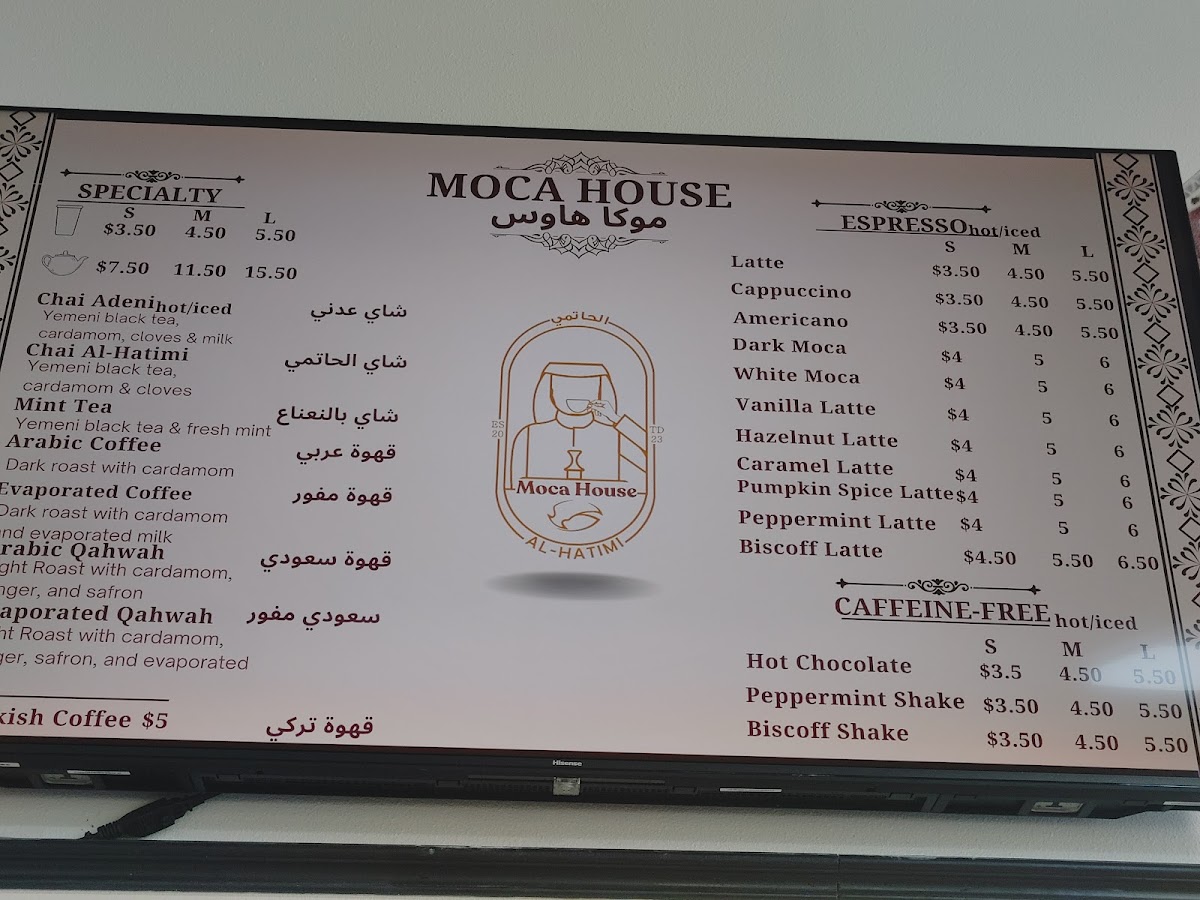 MOCA HOUSE
موكا هاوس
SPECIALTY
S M L
$3.50 4.50 5.50
$7.50 11.50 15.50
Chai Adeni hot/iced شاي عدني
Yemeni black tea,
cardamom, cloves & milk
Chai Al-Hatimi شاي الحاتمي
Yemeni black tea,
cardamom & cloves
Mint Tea شاي بالنعناع
Yemeni black tea & fresh mint
Arabic Coffee قهوة عربي
Dark roast with cardamom
Evaporated Coffee قهوة مفور
Dark roast with cardamom
and evaporated milk
rabic Qahwah قهوة سعودي
ght Roast with cardamom,
nger, and safron
aporated Qahwah سعودي مفور
ht Roast with cardamom,
ger, safron, and evaporated
kish Coffee $5 قهوة تركي
الحاتمي
ES TD
20 23
Moca House
AL-HATIMI
ESPRESSO hot/iced
S M L
Latte $3.50 4.50 5.50
Cappuccino $3.50 4.50 5.50
Americano $3.50 4.50 5.50
Dark Moca $4 5 6
White Moca $4 5 6
Vanilla Latte $4 5 6
Hazelnut Latte $4 5 6
Caramel Latte $4 5 6
Pumpkin Spice Latte $4 5 6
Peppermint Latte $4 5 6
Biscoff Latte $4.50 5.50 6.50
CAFFEINE-FREE hot/iced
S M L
Hot Chocolate $3.5 4.50 5.50
Peppermint Shake $3.50 4.50 5.50
Biscoff Shake $3.50 4.50 5.50
Hisense